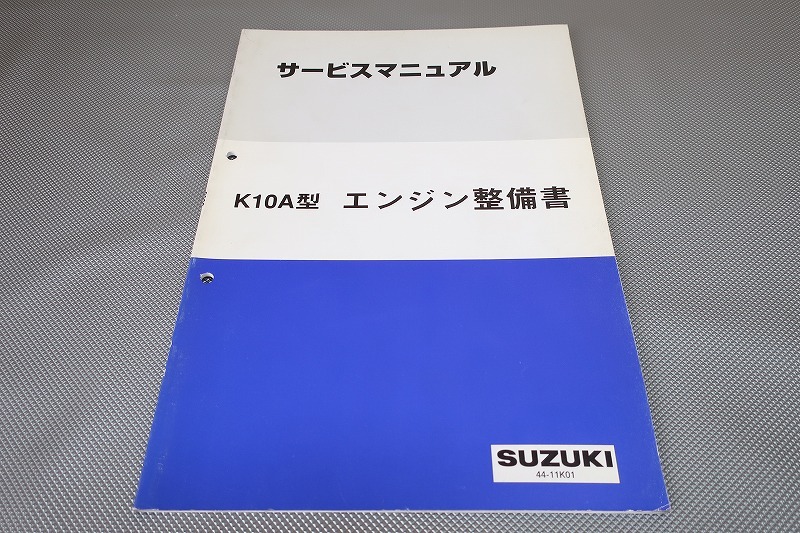 サービスマニュアル
K10A型 エンジン整備書
SUZUKI
44-11K01